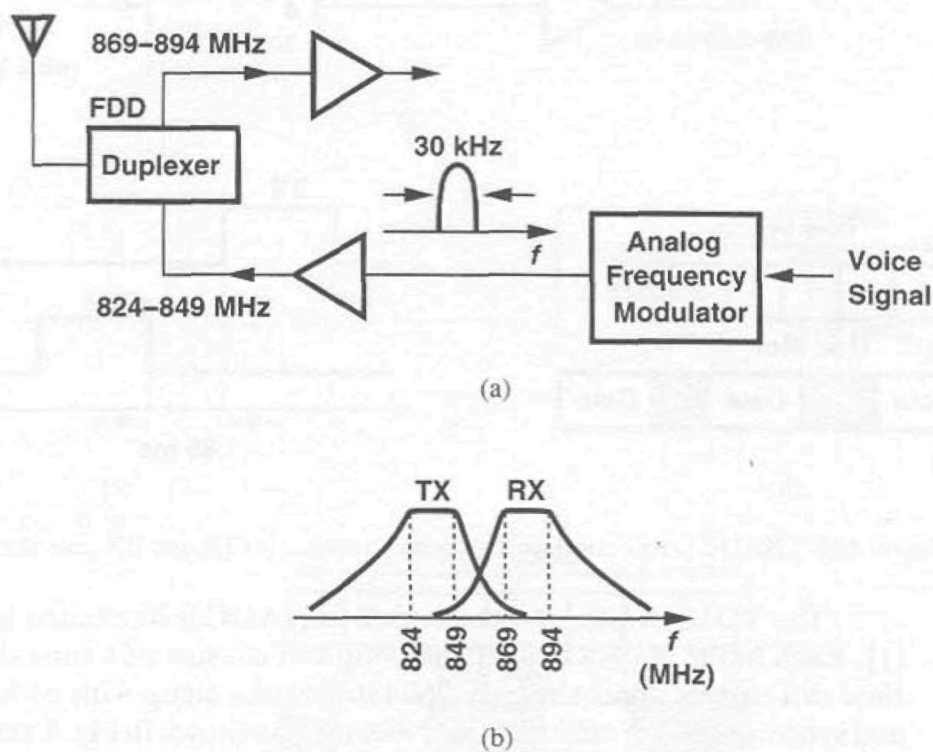 869–894 MHz
FDD
Duplexer
30 kHz
f
Analog
Frequency
Modulator
Voice
Signal
824–849 MHz
(a)
TX
RX
824
849
869
894
f
(MHz)
(b)